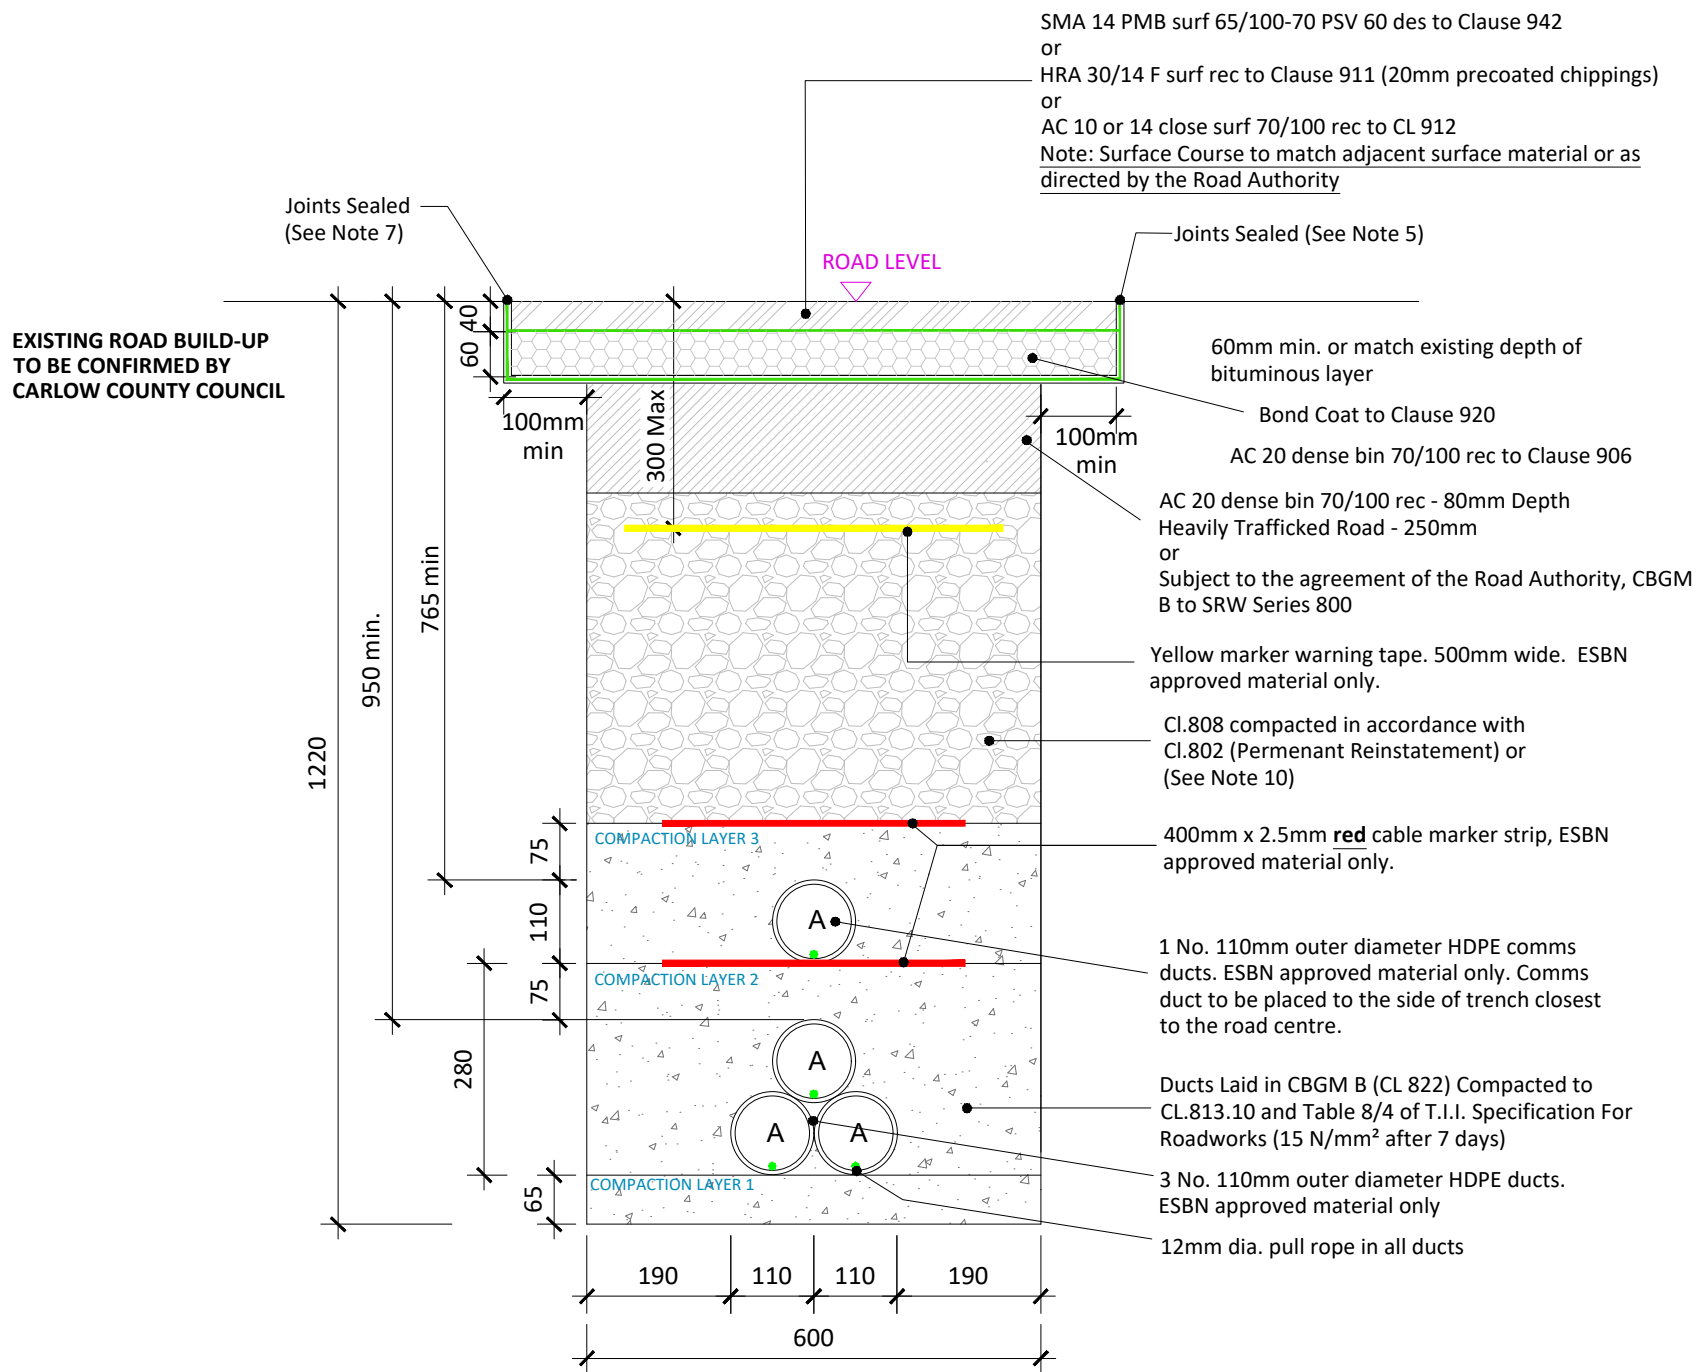 SMA 14 PMB surf 65/100-70 PSV 60 des to Clause 942
or
HRA 30/14 F surf rec to Clause 911 (20mm precoated chippings)
or
AC 10 or 14 close surf 70/100 rec to CL 912
Note: Surface Course to match adjacent surface material or as
directed by the Road Authority
Joints Sealed
(See Note 7)
Joints Sealed (See Note 5)
ROAD LEVEL
EXISTING ROAD BUILD-UP
TO BE CONFIRMED BY
CARLOW COUNTY COUNCIL
40
60
60mm min. or match existing depth of
bituminous layer
Bond Coat to Clause 920
100mm
min
300 Max
100mm
min
AC 20 dense bin 70/100 rec to Clause 906
AC 20 dense bin 70/100 rec - 80mm Depth
Heavily Trafficked Road - 250mm
or
Subject to the agreement of the Road Authority, CBGM
B to SRW Series 800
765 min
950 min.
1220
Yellow marker warning tape. 500mm wide. ESBN
approved material only.
Cl.808 compacted in accordance with
Cl.802 (Permenant Reinstatement) or
(See Note 10)
COMPACTION LAYER 3
75
400mm x 2.5mm red cable marker strip, ESBN
approved material only.
110
A
1 No. 110mm outer diameter HDPE comms
ducts. ESBN approved material only. Comms
duct to be placed to the side of trench closest
to the road centre.
COMPACTION LAYER 2
75
280
A
A
A
Ducts Laid in CBGM B (CL 822) Compacted to
CL.813.10 and Table 8/4 of T.I.I. Specification For
Roadworks (15 N/mm² after 7 days)
COMPACTION LAYER 1
65
3 No. 110mm outer diameter HDPE ducts.
ESBN approved material only
12mm dia. pull rope in all ducts
190
110
110
190
600